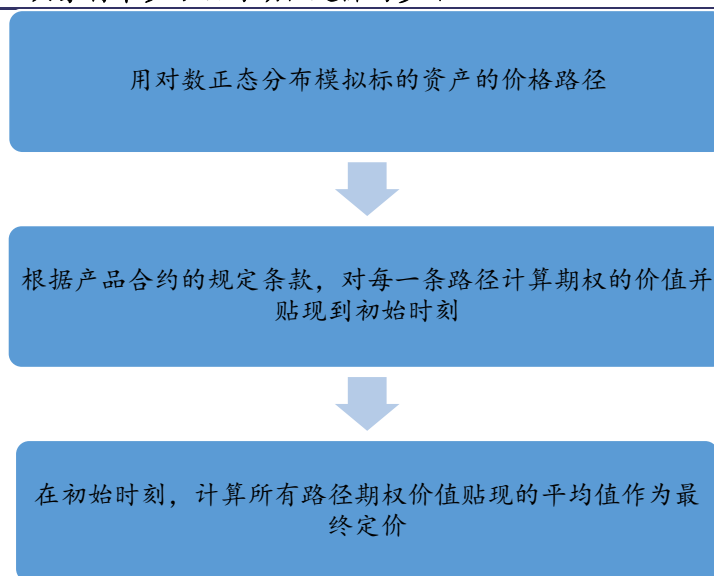 用对数正态分布模拟标的资产的价格路径
根据产品合约的规定条款，对每一条路径计算期权的价值并
贴现到初始时刻
在初始时刻，计算所有路径期权价值贴现的平均值作为最
终定价